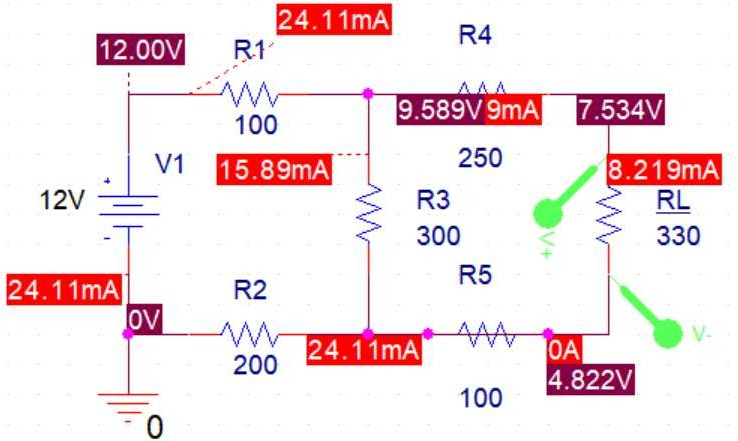 24.11mA
R4
12.00V
R1
9.589V
9mA
7.534V
100
250
V1
15.89mA
8.219mA
12V
R3
RL
300
330
V+
R5
24.11mA
R2
0V
V-
24.11mA
0A
200
4.822V
100
0